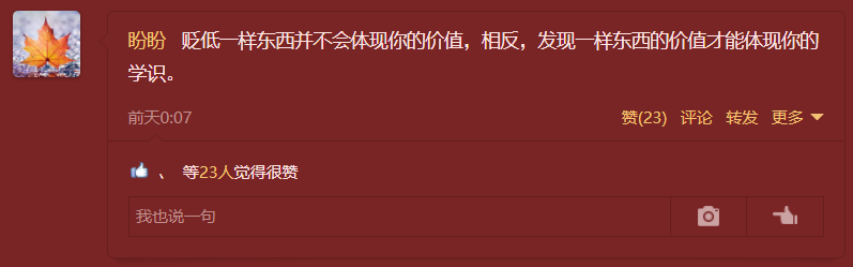 盼盼 贬低一样东西并不会体现你的价值，相反，发现一样东西的价值才能体现你的
学识。
前天0:07 赞(23) 评论 转发 更多
、 等23人觉得很赞
我也说一句